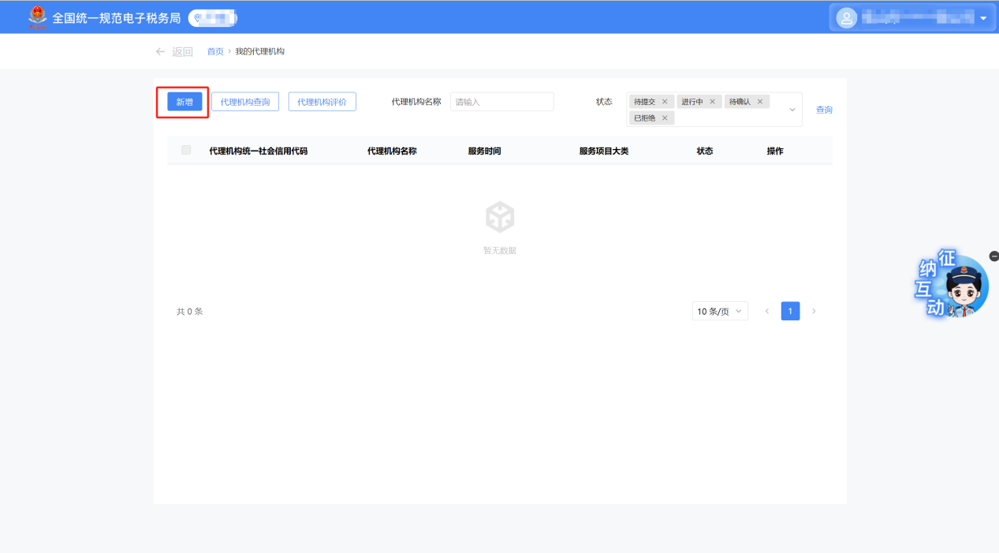 全国统一规范电子税务局
返回 首页 › 我的代理机构
新增 代理机构查询 代理机构评价 代理机构名称 请输入 状态 待提交 × 进行中 × 待确认 × 查询
已拒绝 ×
代理机构统一社会信用代码 代理机构名称 服务时间 服务项目大类 状态 操作
暂无数据
征纳互动
共 0 条 10 条/页 1